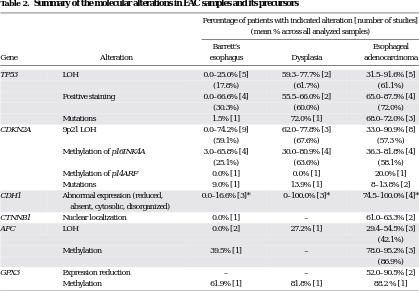 Table 2. Summary of the molecular alterations in EAC samples and its precursors
Percentage of patients with indicated alteration [number of studies]
(mean % across all analyzed samples)
Barrett's Esophageal
Gene Alteration esophagus Dysplasia adenocarcinoma
TP53 LOH 0.0–25.0% [5] 59.3–77.7% [2] 31.5–91.6% [5]
(17.8%) (61.7%) (61.1%)
Positive staining 0.0–66.6% [4] 55.5–66.0% [2] 65.0–87.5% [4]
(30.3%) (60.0%) (72.0%)
Mutations 1.5% [1] 72.0% [1] 68.0–72.0% [3]
CDKN2A 9p21 LOH 0.0–74.2% [9] 62.0–77.8% [3] 33.0–90.9% [8]
(59.1%) (67.6%) (57.3%)
Methylation of p16INK4A 3.0–65.8% [4] 30.0–80.9% [4] 36.3–81.8% [4]
(25.1%) (63.6%) (58.1%)
Methylation of p14ARF 0.0% [1] 0.0% [1] 20.0% [1]
Mutations 9.0% [1] 13.9% [1] 8–13.8% [2]
CDH1 Abnormal expression (reduced, 0.0–16.6% [3]* 0–100.0% [3]* 74.5–100.0% [4]*
absent, cytosolic, disorganized)
CTNNB1 Nuclear localization 0.0% [1] – 61.0–63.3% [2]
APC LOH 0.0% [2] 27.2% [1] 29.4–54.5% [3]
(42.1%)
Methylation 39.5% [1] – 78.0–95.2% [3]
(86.9%)
GPX3 Expression reduction – – 52.0–90.5% [2]
Methylation 61.9% [1] 81.8% [1] 88.2% [1]